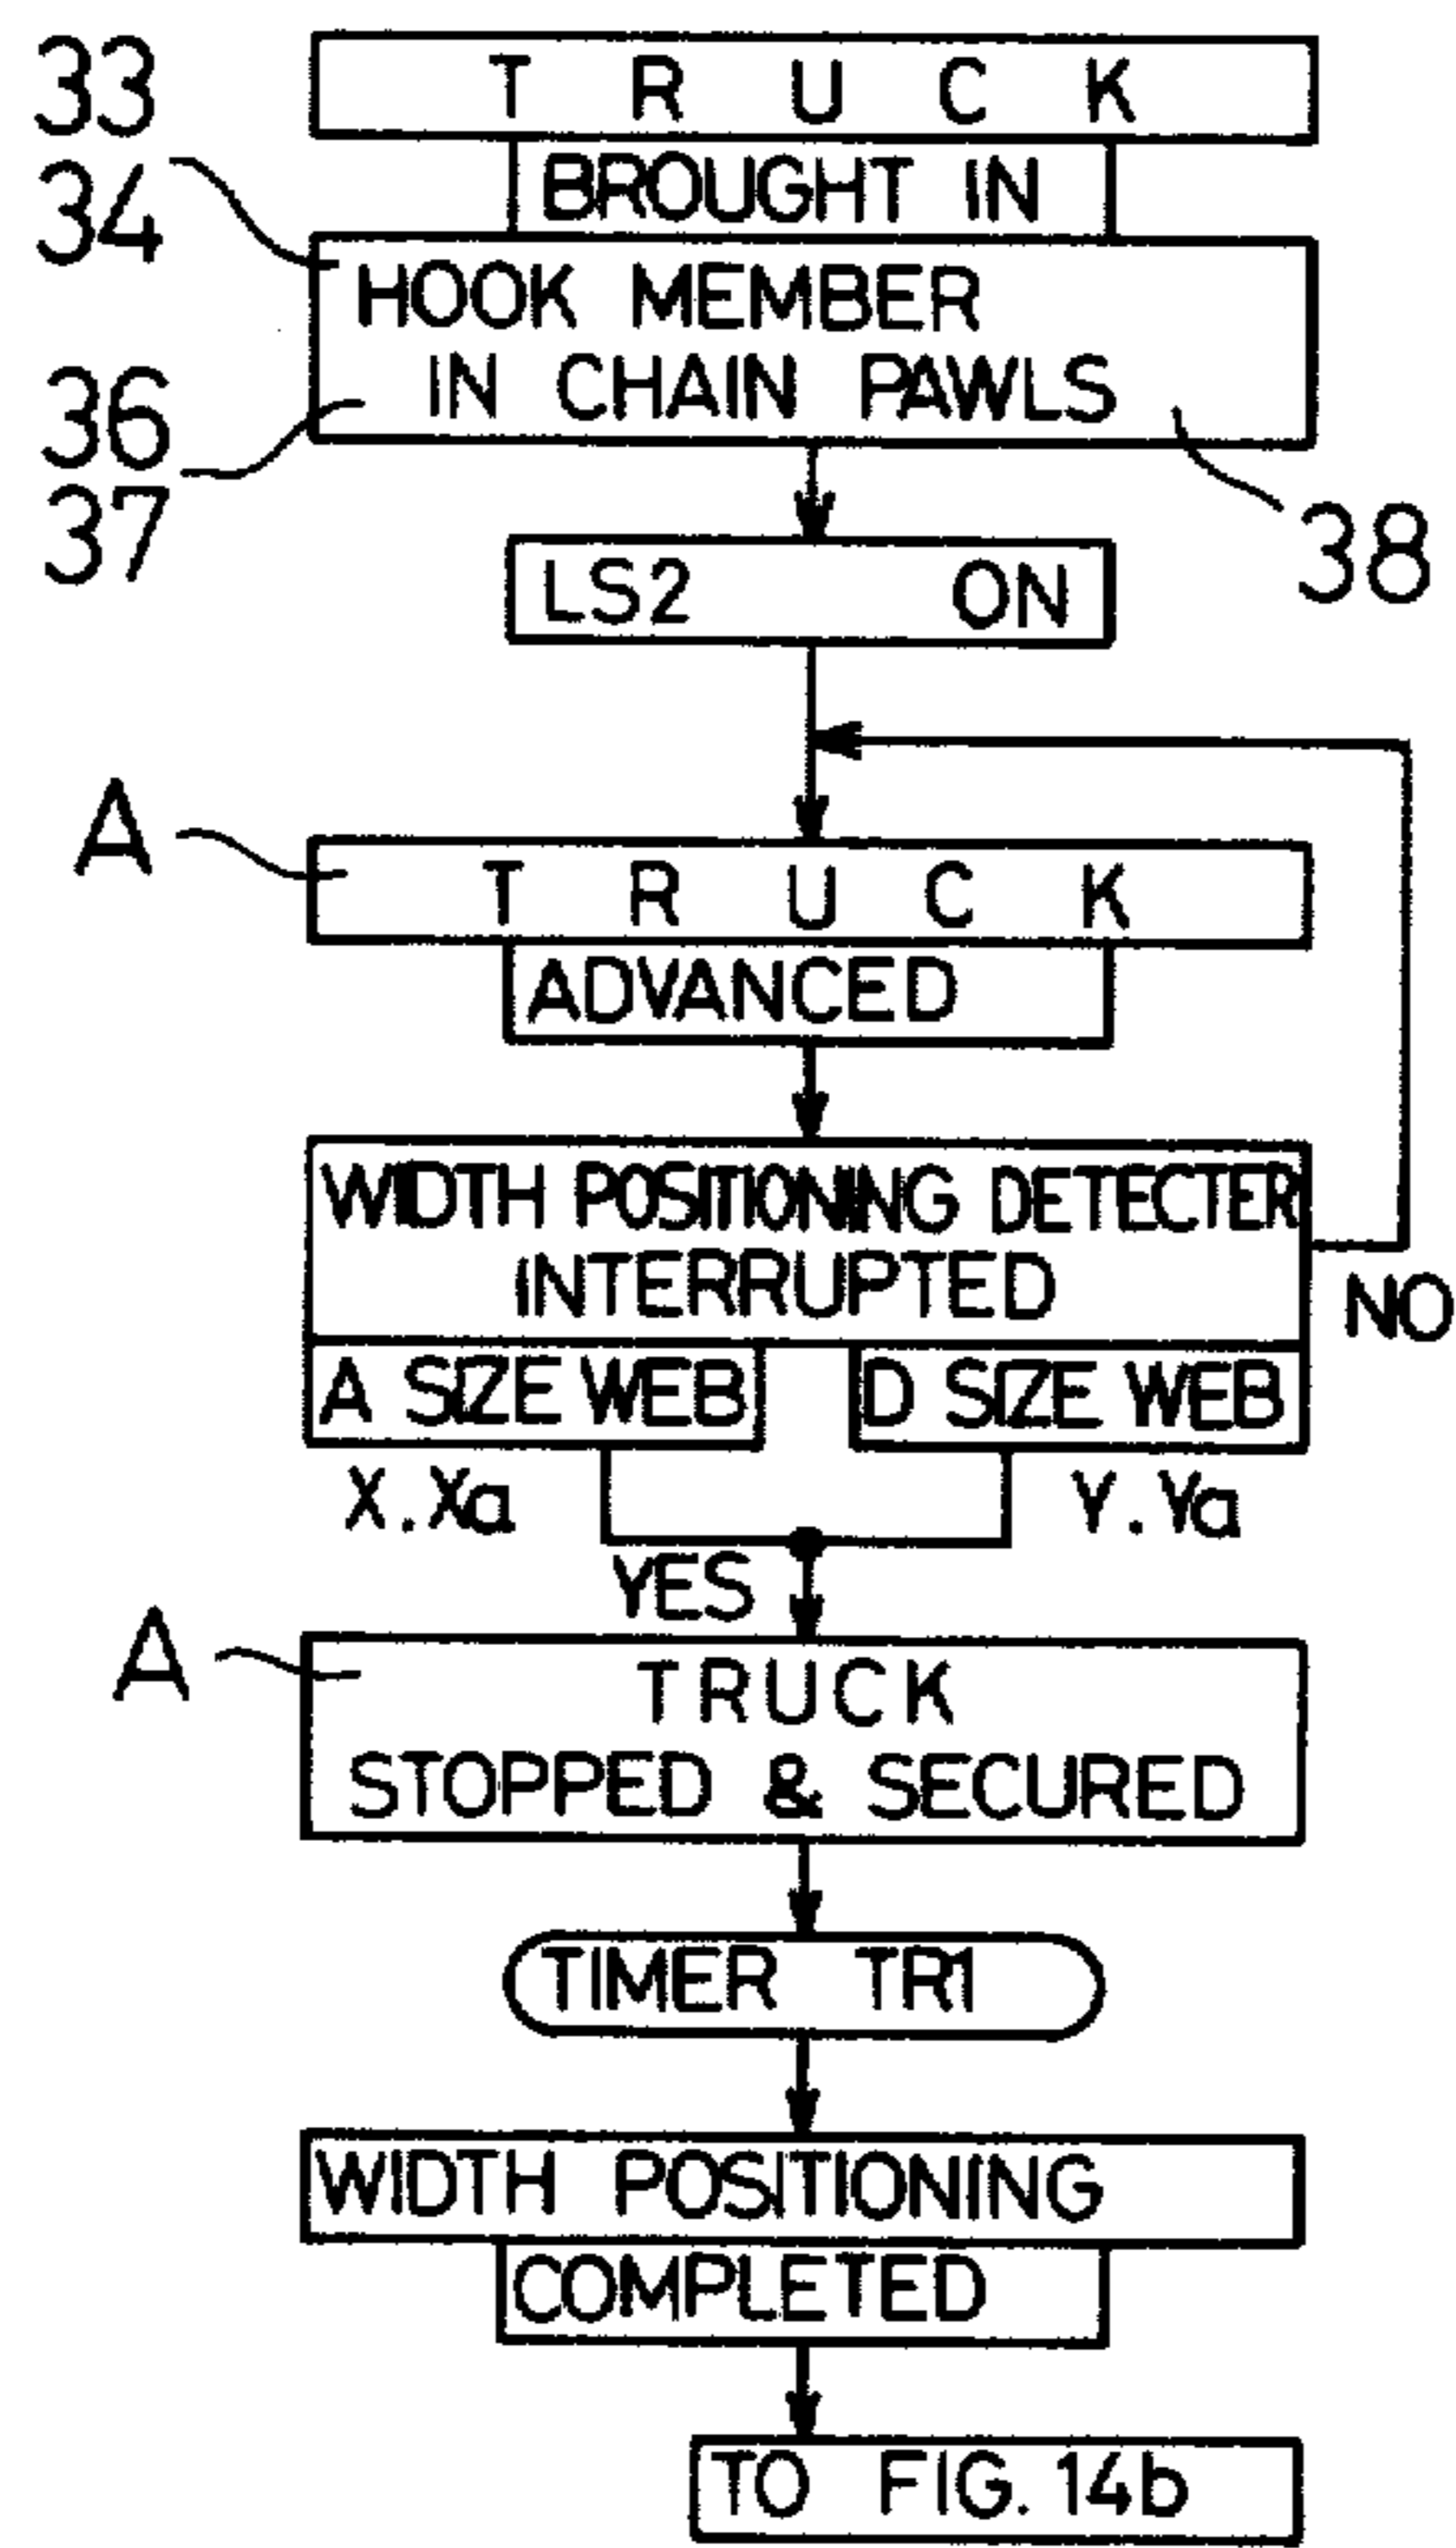 33
34
T R U C K
BROUGHT IN
HOOK MEMBER
IN CHAIN PAWLS
36
37
38
LS2 ON
A
T R U C K
ADVANCED
WIDTH POSITIONING DETECTER
INTERRUPTED
NO
A SIZE WEB
D SIZE WEB
X.Xa
Y.Ya
YES
A
TRUCK
STOPPED & SECURED
TIMER TR1
WIDTH POSITIONING
COMPLETED
TO FIG. 14b